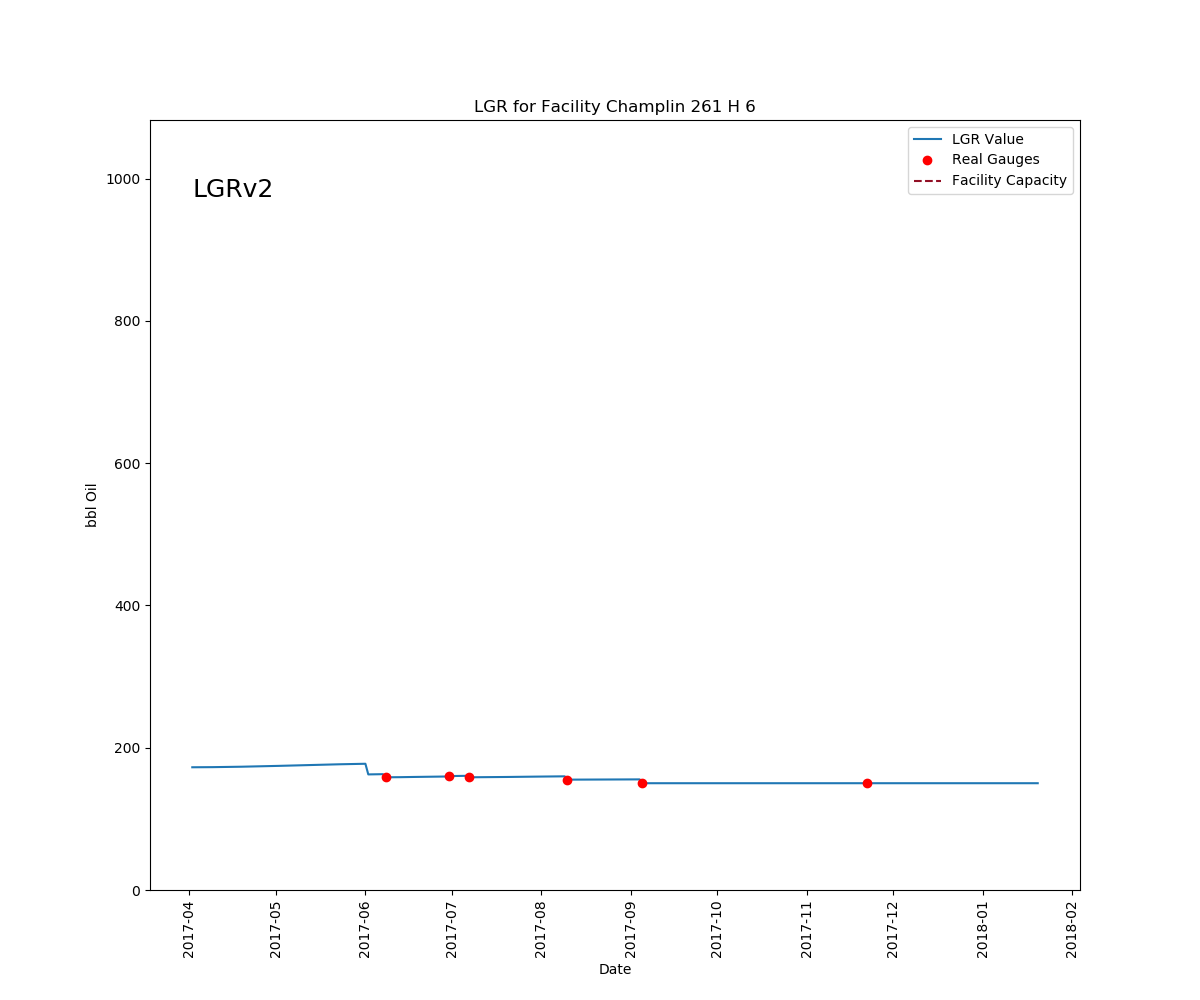 LGR for Facility Champlin 261 H 6
LGRv2
LGR Value
Real Gauges
Facility Capacity
bbl Oil
1000
800
600
400
200
0
2017-04
2017-05
2017-06
2017-07
2017-08
2017-09
2017-10
2017-11
2017-12
2018-01
2018-02
Date